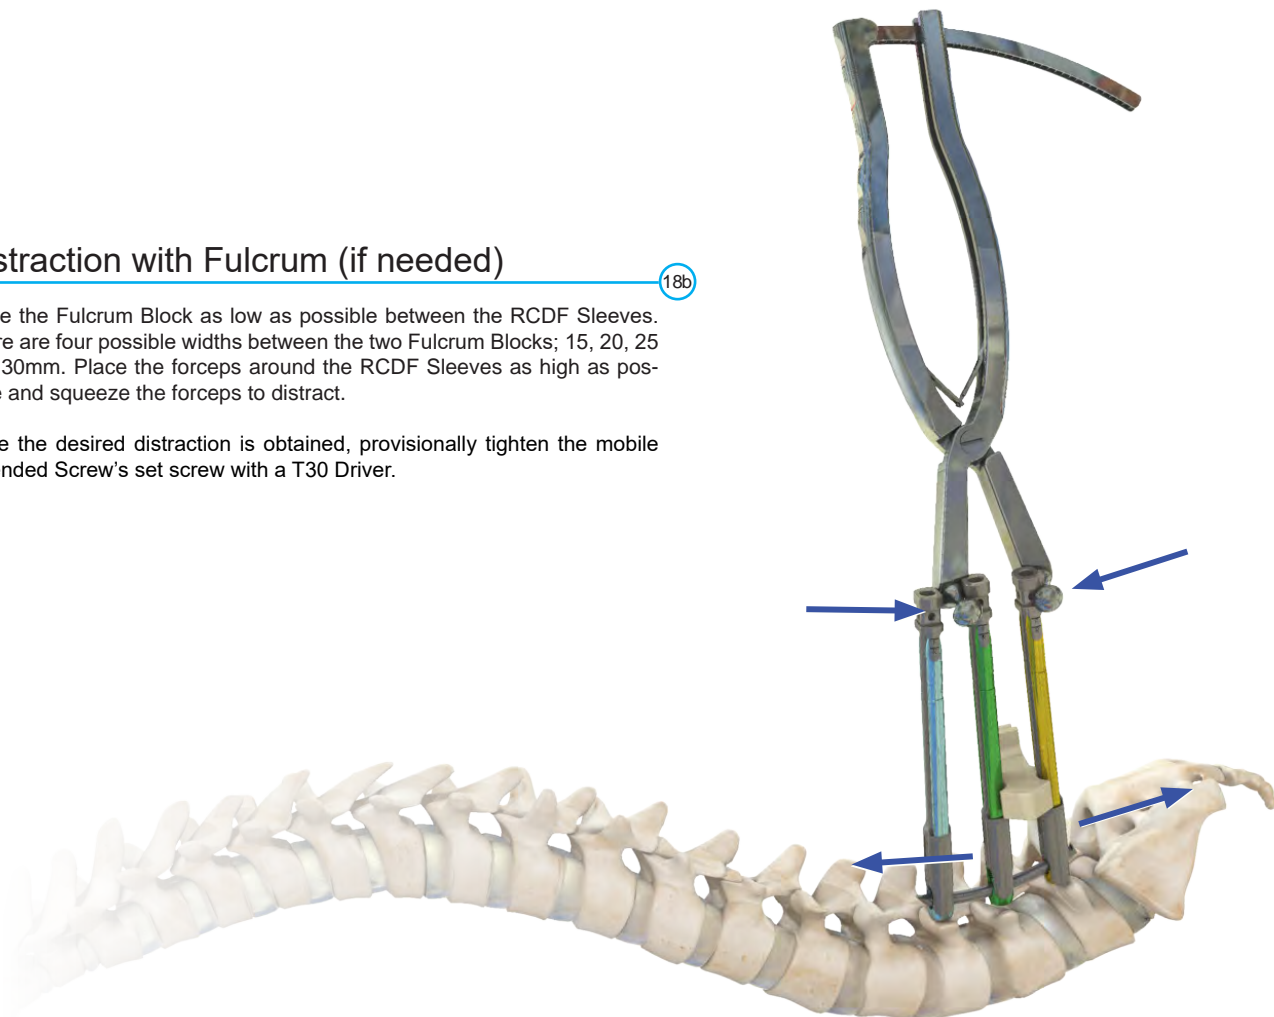 straction with Fulcrum (if needed)
18b
e the Fulcrum Block as low as possible between the RCDF Sleeves.
re are four possible widths between the two Fulcrum Blocks; 15, 20, 25
30mm. Place the forceps around the RCDF Sleeves as high as pos-
e and squeeze the forceps to distract.
e the desired distraction is obtained, provisionally tighten the mobile
ended Screw’s set screw with a T30 Driver.